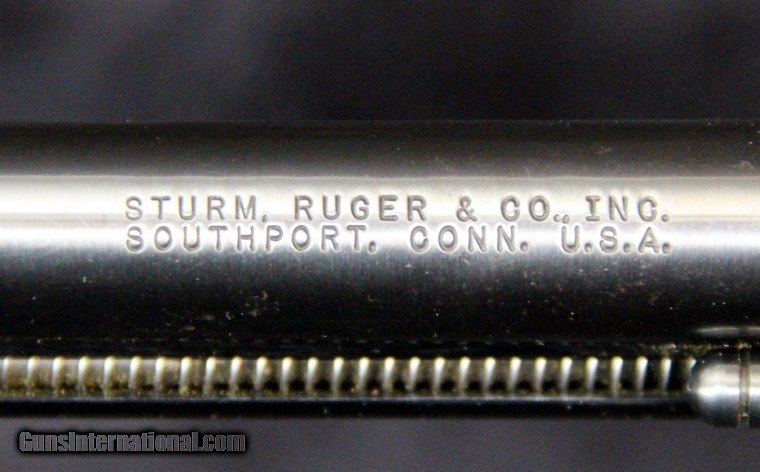 STURM, RUGER & CO., INC.
SOUTHPORT, CONN. U.S.A.
GunsInternational.com